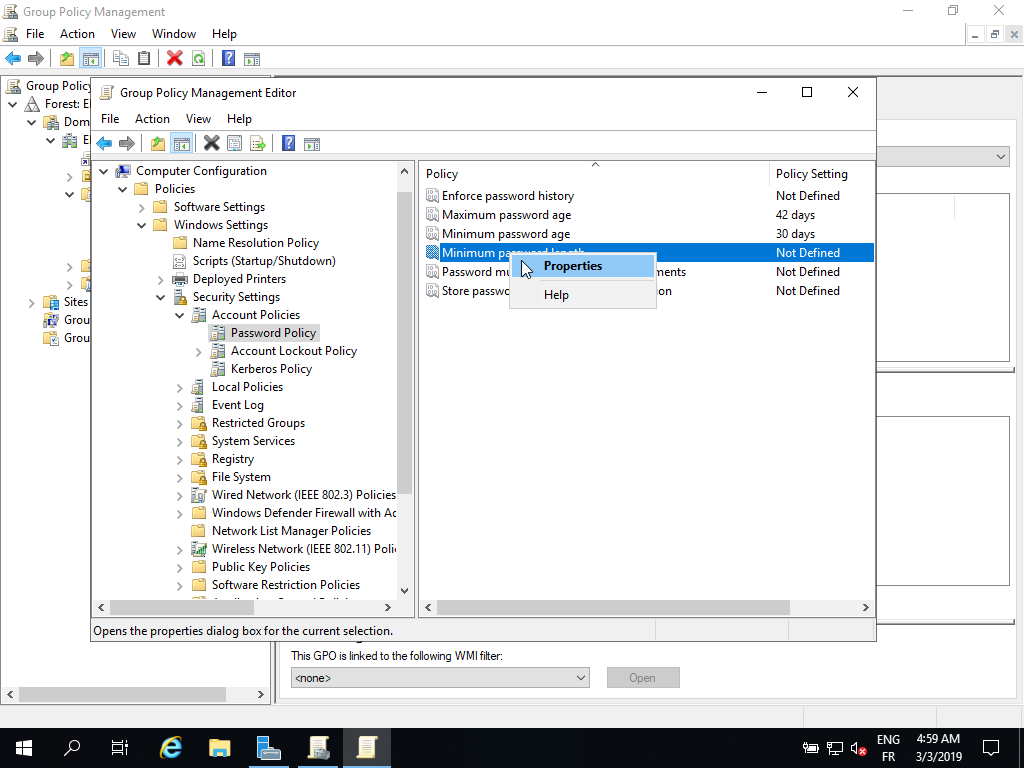 Group Policy Management
File Action View Window Help
Group Policy
Forest: E
Dom
E
Sites
Grou
Grou
Group Policy Management Editor
File Action View Help
Computer Configuration
Policies
Software Settings
Windows Settings
Name Resolution Policy
Scripts (Startup/Shutdown)
Deployed Printers
Security Settings
Account Policies
Password Policy
Account Lockout Policy
Kerberos Policy
Local Policies
Event Log
Restricted Groups
System Services
Registry
File System
Wired Network (IEEE 802.3) Policies
Windows Defender Firewall with Ac
Network List Manager Policies
Wireless Network (IEEE 802.11) Poli
Public Key Policies
Software Restriction Policies
Policy Policy Setting
Enforce password history Not Defined
Maximum password age 42 days
Minimum password age 30 days
Minimum password length Not Defined
Password mu ments Not Defined
Store passwo ion Not Defined
Properties
Help
Opens the properties dialog box for the current selection.
This GPO is linked to the following WMI filter:
<none> Open
ENG 4:59 AM
FR 3/3/2019